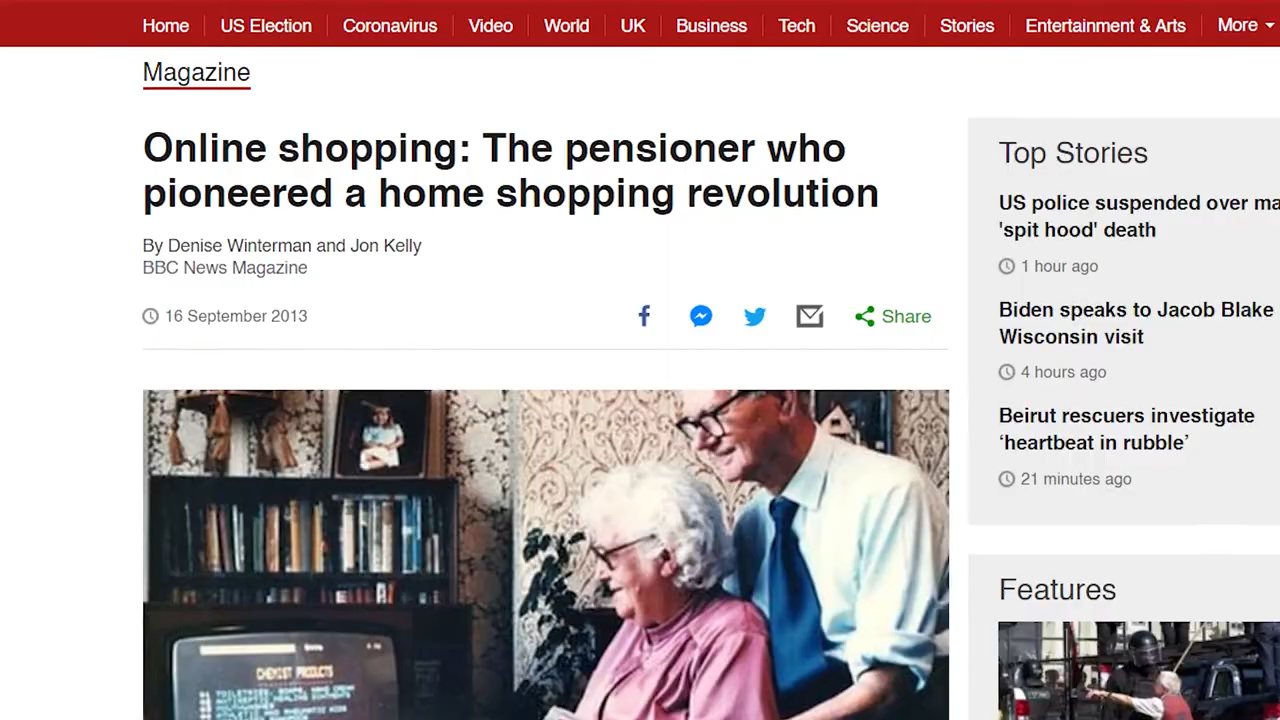 Home US Election Coronavirus Video World UK Business Tech Science Stories Entertainment & Arts More
Magazine
Online shopping: The pensioner who
pioneered a home shopping revolution
By Denise Winterman and Jon Kelly
BBC News Magazine
16 September 2013
Share
Top Stories
US police suspended over ma
'spit hood' death
1 hour ago
Biden speaks to Jacob Blake
Wisconsin visit
4 hours ago
Beirut rescuers investigate
‘heartbeat in rubble’
21 minutes ago
Features
CHEMIST PRODUCTS